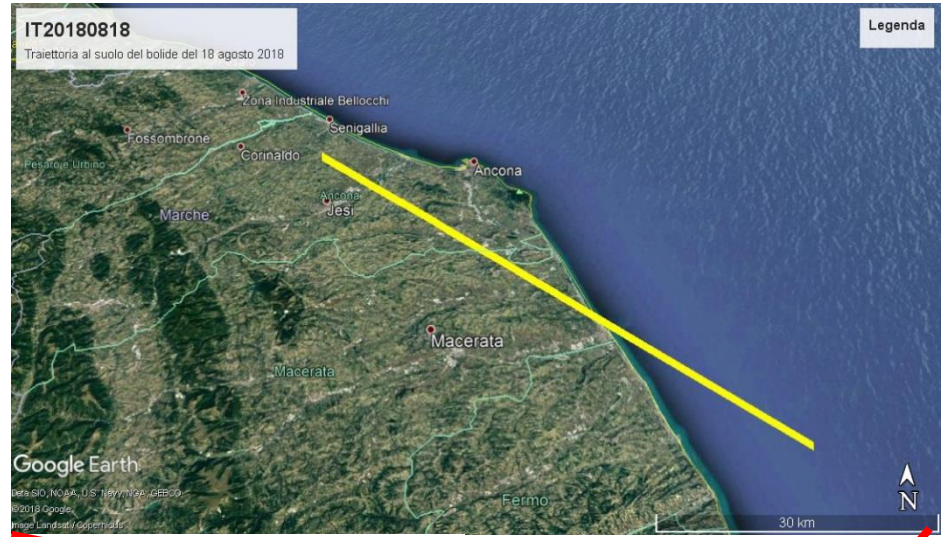 IT20180818
Traiettoria al suolo del bolide del 18 agosto 2018
Legenda
Zona Industriale Bellocchi
Senigallia
Fossombrone
Corinaldo
Ancona
Pesaro e Urbino
Ancona
Jesi
Marche
Macerata
Macerata
Google Earth
Data SIO, NOAA, U.S. Navy, NGA, GEBCO
©2018 Google
Image Landsat / Copernicus
Fermo
N
30 km